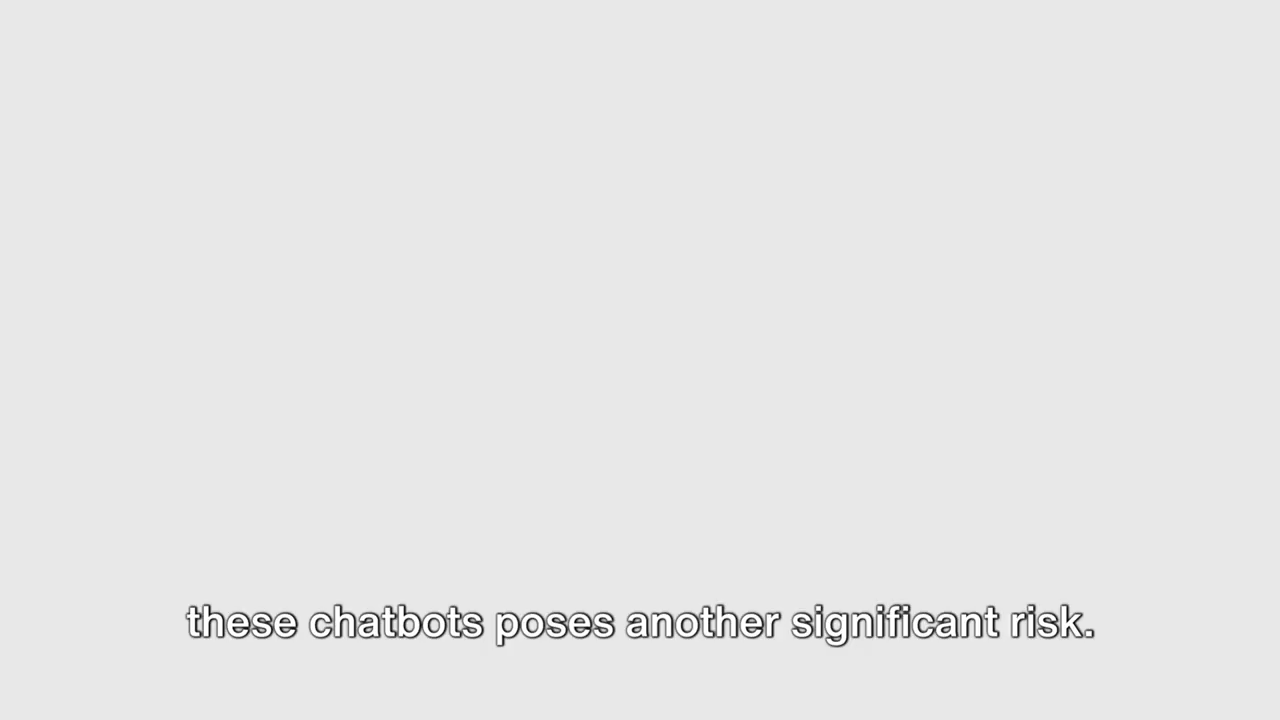 these chatbots poses another significant risk.